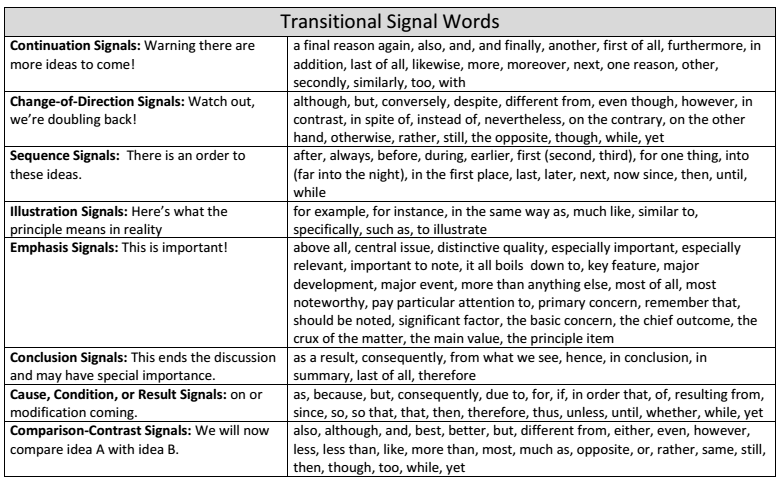 Transitional Signal Words
Continuation Signals: Warning there are
more ideas to come!
a final reason again, also, and, and finally, another, first of all, furthermore, in
addition, last of all, likewise, more, moreover, next, one reason, other,
secondly, similarly, too, with
Change-of-Direction Signals: Watch out,
we’re doubling back!
although, but, conversely, despite, different from, even though, however, in
contrast, in spite of, instead of, nevertheless, on the contrary, on the other
hand, otherwise, rather, still, the opposite, though, while, yet
Sequence Signals: There is an order to
these ideas.
after, always, before, during, earlier, first (second, third), for one thing, into
(far into the night), in the first place, last, later, next, now since, then, until,
while
Illustration Signals: Here’s what the
principle means in reality
for example, for instance, in the same way as, much like, similar to,
specifically, such as, to illustrate
Emphasis Signals: This is important!
above all, central issue, distinctive quality, especially important, especially
relevant, important to note, it all boils down to, key feature, major
development, major event, more than anything else, most of all, most
noteworthy, pay particular attention to, primary concern, remember that,
should be noted, significant factor, the basic concern, the chief outcome, the
crux of the matter, the main value, the principle item
Conclusion Signals: This ends the discussion
and may have special importance.
as a result, consequently, from what we see, hence, in conclusion, in
summary, last of all, therefore
Cause, Condition, or Result Signals: on or
modification coming.
as, because, but, consequently, due to, for, if, in order that, of, resulting from,
since, so, so that, that, then, therefore, thus, unless, until, whether, while, yet
Comparison-Contrast Signals: We will now
compare idea A with idea B.
also, although, and, best, better, but, different from, either, even, however,
less, less than, like, more than, most, much as, opposite, or, rather, same, still,
then, though, too, while, yet